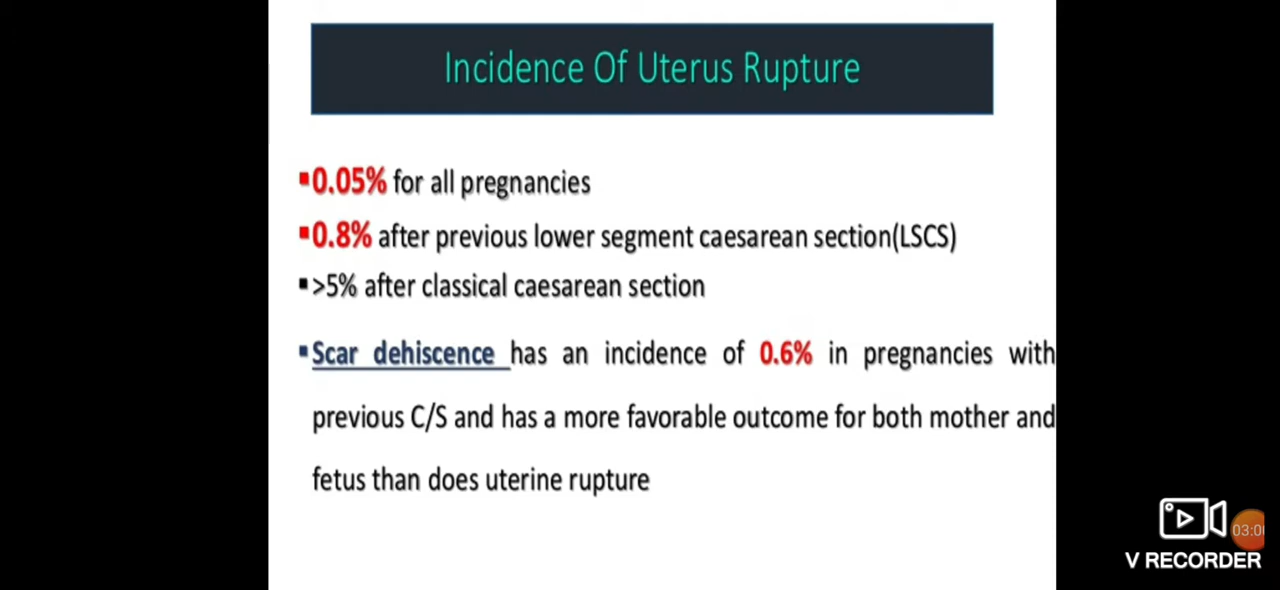 Incidence Of Uterus Rupture
▪0.05% for all pregnancies
▪0.8% after previous lower segment caesarean section(LSCS)
▪>5% after classical caesarean section
▪Scar dehiscence has an incidence of 0.6% in pregnancies with
previous C/S and has a more favorable outcome for both mother and
fetus than does uterine rupture
V RECORDER